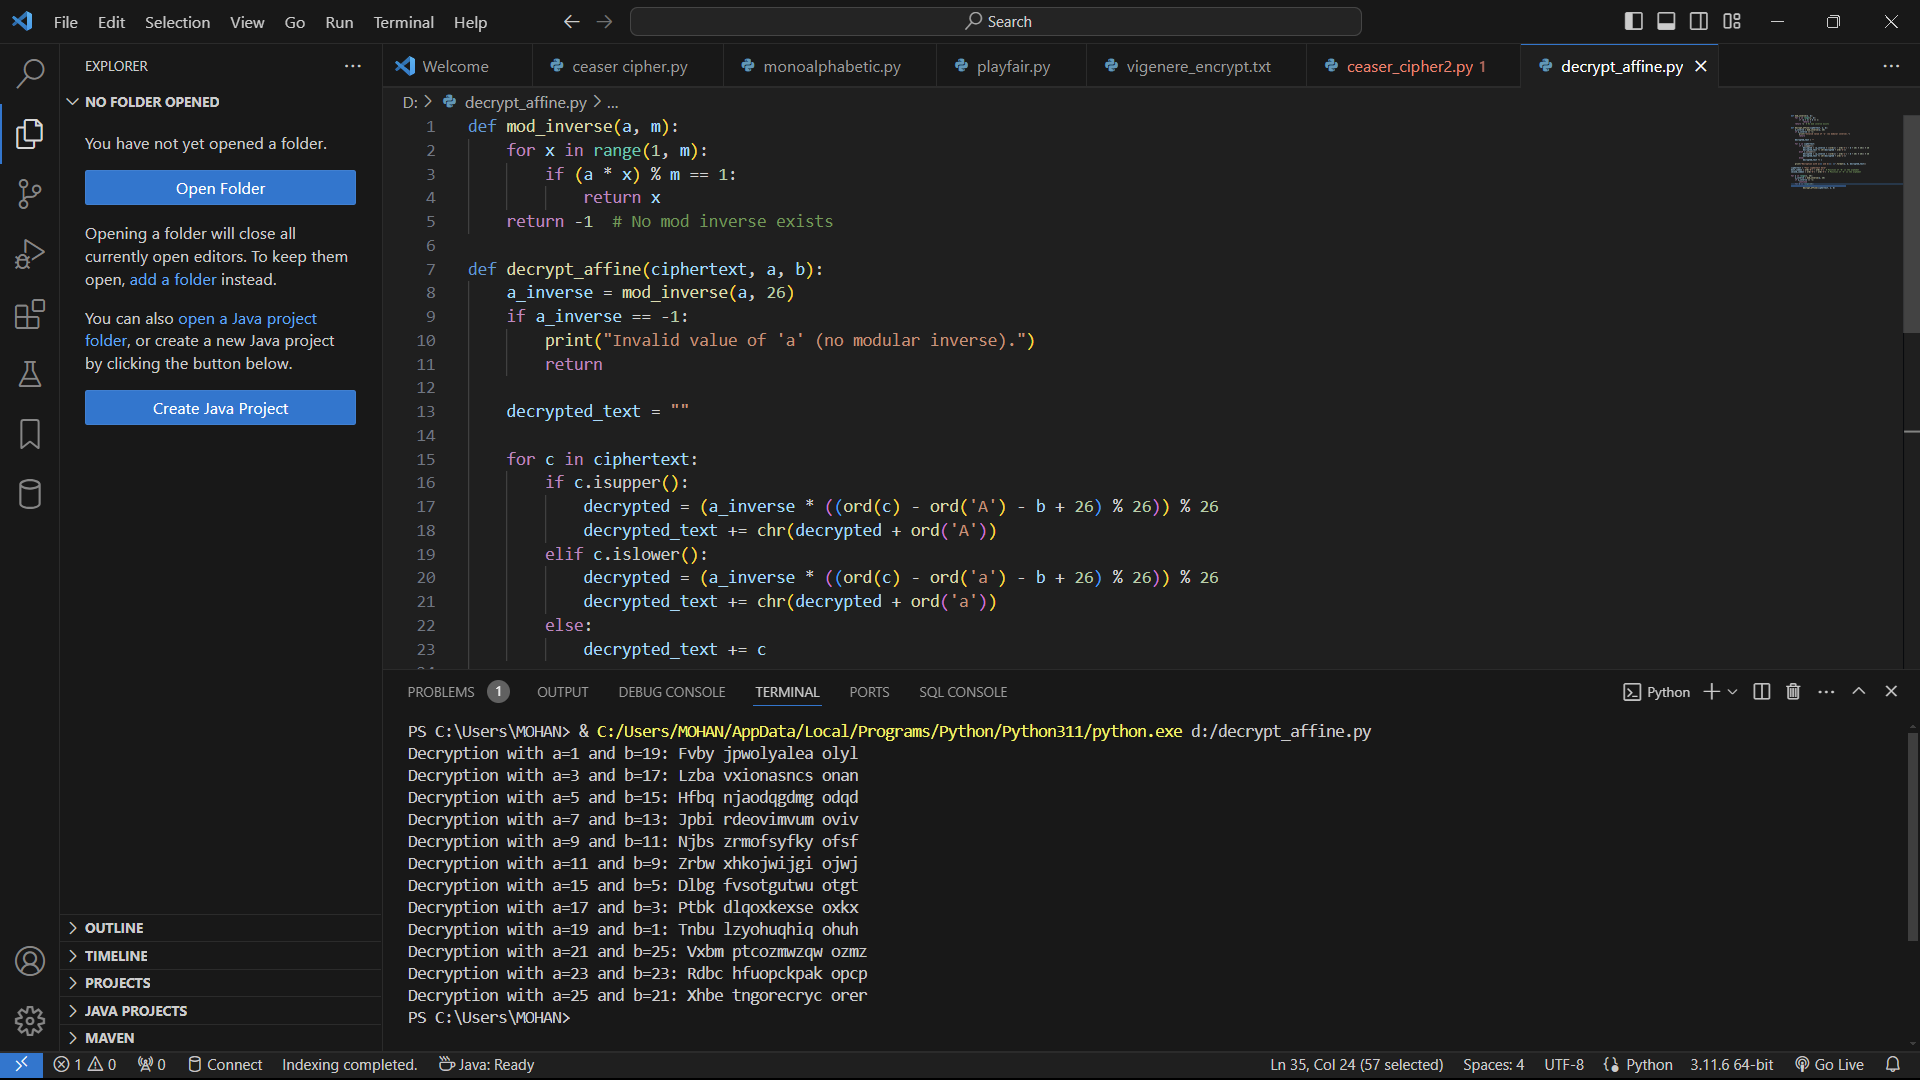 File Edit Selection View Go Run Terminal Help
Search
EXPLORER
NO FOLDER OPENED
You have not yet opened a folder.
Open Folder
Opening a folder will close all
currently open editors. To keep them
open, add a folder instead.
You can also open a Java project
folder, or create a new Java project
by clicking the button below.
Create Java Project
OUTLINE
TIMELINE
PROJECTS
JAVA PROJECTS
MAVEN
Welcome ceaser cipher.py monoalphabetic.py playfair.py vigenere_encrypt.txt ceaser_cipher2.py 1 decrypt_affine.py
D: > decrypt_affine.py > ...
1 def mod_inverse(a, m):
2 for x in range(1, m):
3 if (a * x) % m == 1:
4 return x
5 return -1 # No mod inverse exists
6
7 def decrypt_affine(ciphertext, a, b):
8 a_inverse = mod_inverse(a, 26)
9 if a_inverse == -1:
10 print("Invalid value of 'a' (no modular inverse).")
11 return
12
13 decrypted_text = ""
14
15 for c in ciphertext:
16 if c.isupper():
17 decrypted = (a_inverse * ((ord(c) - ord('A') - b + 26) % 26)) % 26
18 decrypted_text += chr(decrypted + ord('A'))
19 elif c.islower():
20 decrypted = (a_inverse * ((ord(c) - ord('a') - b + 26) % 26)) % 26
21 decrypted_text += chr(decrypted + ord('a'))
22 else:
23 decrypted_text += c
PROBLEMS 1 OUTPUT DEBUG CONSOLE TERMINAL PORTS SQL CONSOLE
Python
PS C:\Users\MOHAN> & C:/Users/MOHAN/AppData/Local/Programs/Python/Python311/python.exe d:/decrypt_affine.py
Decryption with a=1 and b=19: Fvby jpwolyalea olyl
Decryption with a=3 and b=17: Lzba vxionasncs onan
Decryption with a=5 and b=15: Hfbq njaodqgdmg odqd
Decryption with a=7 and b=13: Jpbi rdeovimvum oviv
Decryption with a=9 and b=11: Njbs zrmofsyfky ofsf
Decryption with a=11 and b=9: Zrbw xhkojwijgi ojwj
Decryption with a=15 and b=5: Dlbg fvsotgutwu otgt
Decryption with a=17 and b=3: Ptbk dlqoxkexse oxkx
Decryption with a=19 and b=1: Tnbu lzyohuqhiq ohuh
Decryption with a=21 and b=25: Vxbm ptcozmwzqw ozmz
Decryption with a=23 and b=23: Rdbc hfuopckpak opcp
Decryption with a=25 and b=21: Xhbe tngorecryc orer
PS C:\Users\MOHAN>
1 0 0 Connect Indexing completed. Java: Ready Ln 35, Col 24 (57 selected) Spaces: 4 UTF-8 Python 3.11.6 64-bit Go Live